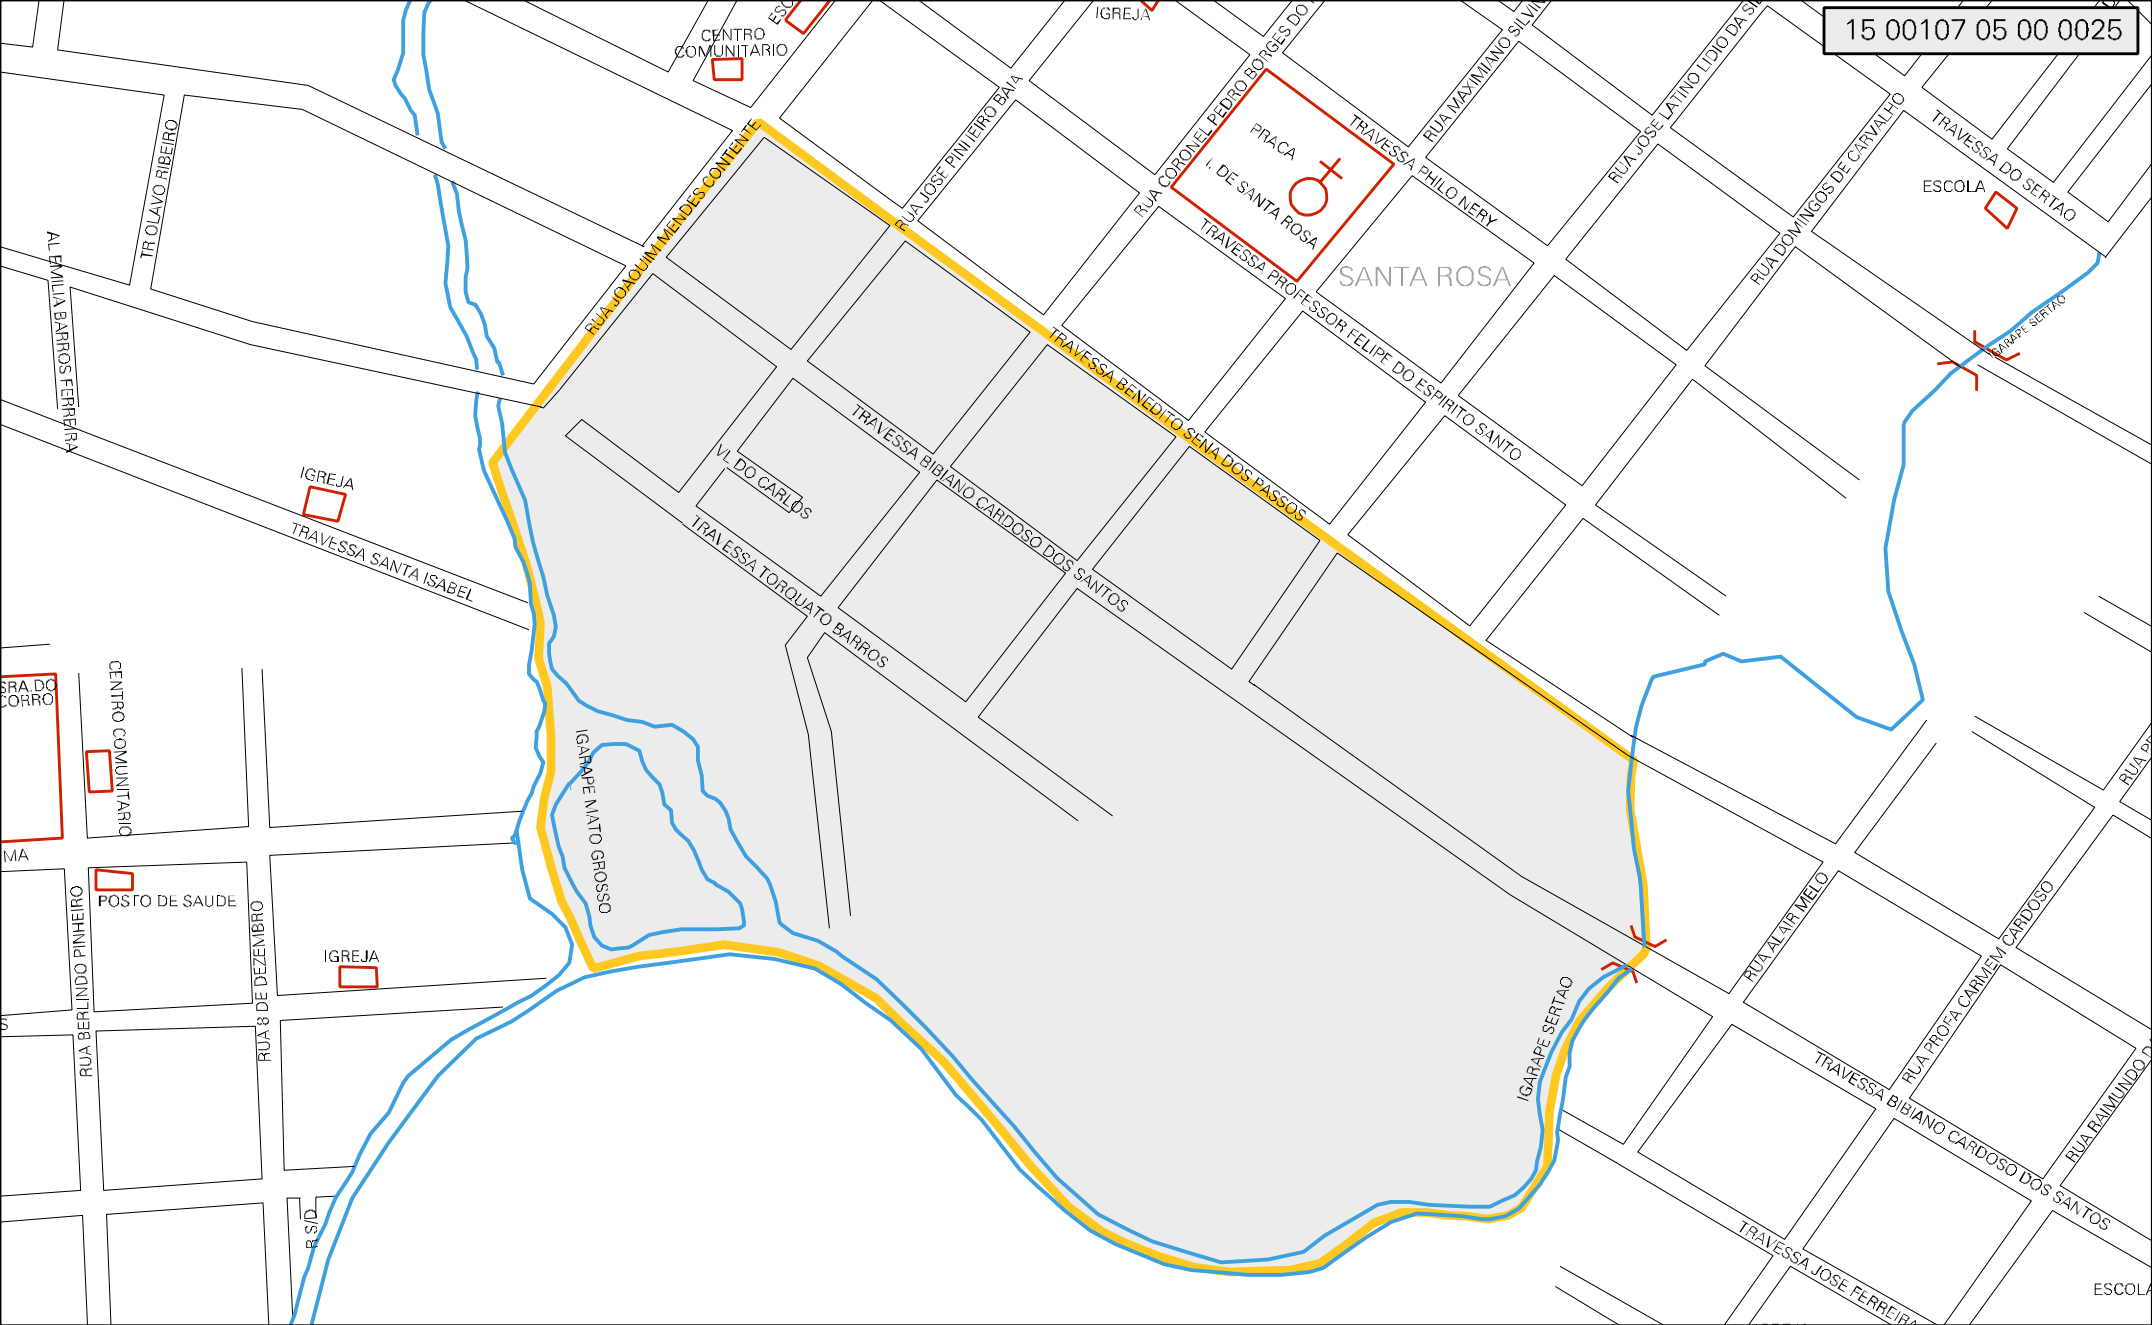 15 00107 05 00 0025
IGREJA
CENTRO
COMUNITARIO
RUA CORONEL PEDRO BORGES DO
RUA MAXIMIANO SILVIN
RUA JOSE LATINO LIDIO DA
RUA JOSE PINHEIRO BAIA
TRAVESSA PHILO NERY
PRACA
I. DE SANTA ROSA
RUA DOMINGOS DE CARVALHO
TRAVESSA DO SERTAO
ESCOLA
TR OLAVO RIBEIRO
RUA JOAQUIM MENDES CONTENTE
TRAVESSA PROFESSOR FELIPE DO ESPIRITO SANTO
SANTA ROSA
IGARAPE SERTAO
AL EMILIA BARROS FERREIRA
TRAVESSA BENEDITO SENA DOS PASSOS
TRAVESSA BIBIANO CARDOSO DOS SANTOS
VL DO CARLOS
IGREJA
TRAVESSA SANTA ISABEL
TRAVESSA TORQUATO BARROS
SRA.DO
CORRO
CENTRO COMUNITARIO
IGARAPE MATO GROSSO
MA
POSTO DE SAUDE
RUA BERLINDO PINHEIRO
RUA 8 DE DEZEMBRO
IGREJA
RUA ALAIR MELO
RUA PROFA CARMEM CARDOSO
IGARAPE SERTAO
TRAVESSA BIBIANO CARDOSO DOS SANTOS
RUA RAIMUNDO
R S/D
TRAVESSA JOSE FERREIRA
ESCOLA